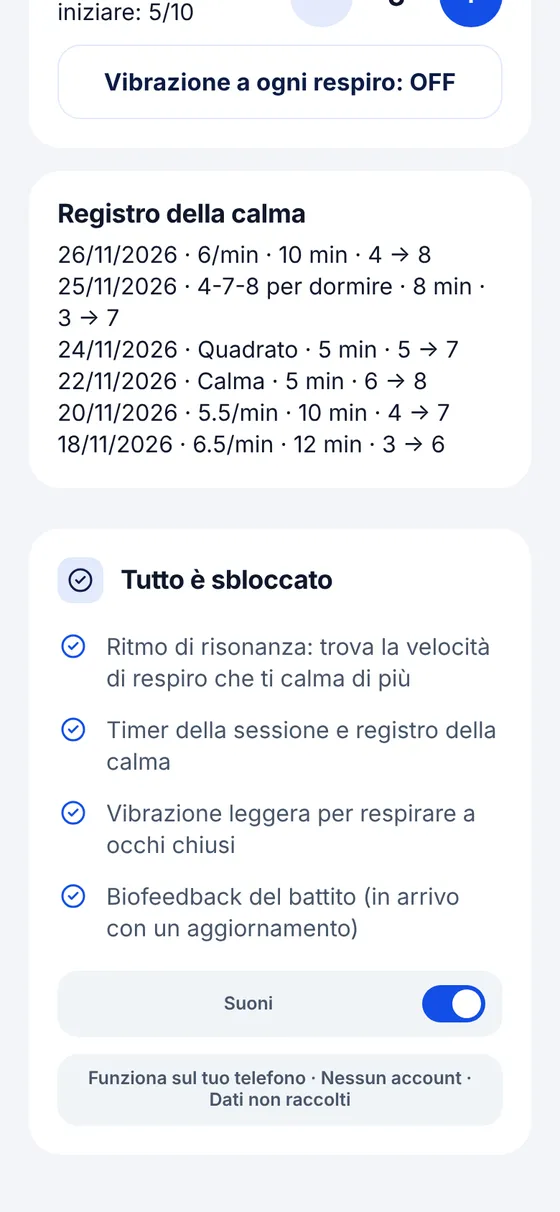 iniziare: 5/10
Vibrazione a ogni respiro: OFF
Registro della calma
26/11/2026 · 6/min · 10 min · 4 → 8
25/11/2026 · 4-7-8 per dormire · 8 min ·
3 → 7
24/11/2026 · Quadrato · 5 min · 5 → 7
22/11/2026 · Calma · 5 min · 6 → 8
20/11/2026 · 5.5/min · 10 min · 4 → 7
18/11/2026 · 6.5/min · 12 min · 3 → 6
Tutto è sbloccato
Ritmo di risonanza: trova la velocità
di respiro che ti calma di più
Timer della sessione e registro della
calma
Vibrazione leggera per respirare a
occhi chiusi
Biofeedback del battito (in arrivo
con un aggiornamento)
Suoni
Funziona sul tuo telefono · Nessun account ·
Dati non raccolti